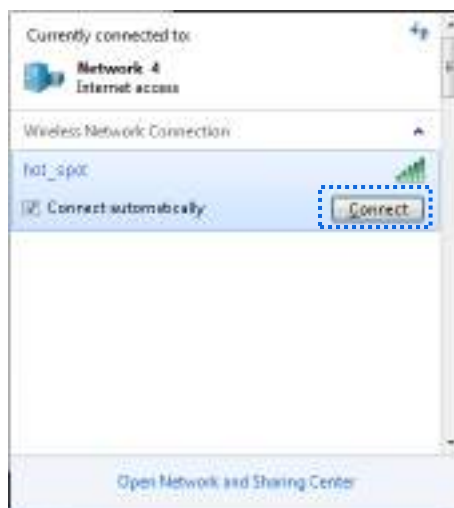 Currently connected to:
Network 4
Internet access
Wireless Network Connection
hot_spot
Connect automatically
Connect
Open Network and Sharing Center